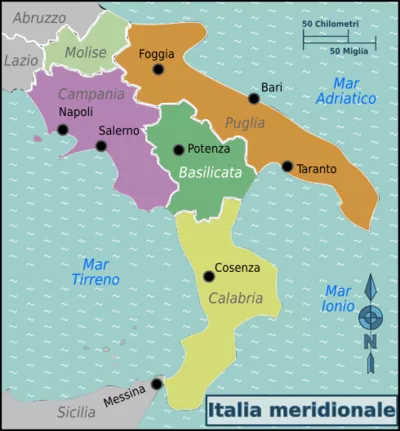 Abruzzo
50 Chilometri
50 Miglia
Lazio
Molise
Foggia
Bari
Mar
Adriatico
Campania
Napoli
Salerno
Puglia
Potenza
Basilicata
Taranto
Mar
Tirreno
Cosenza
Calabria
Mar
Ionio
N
Messina
Sicilia
Italia meridionale